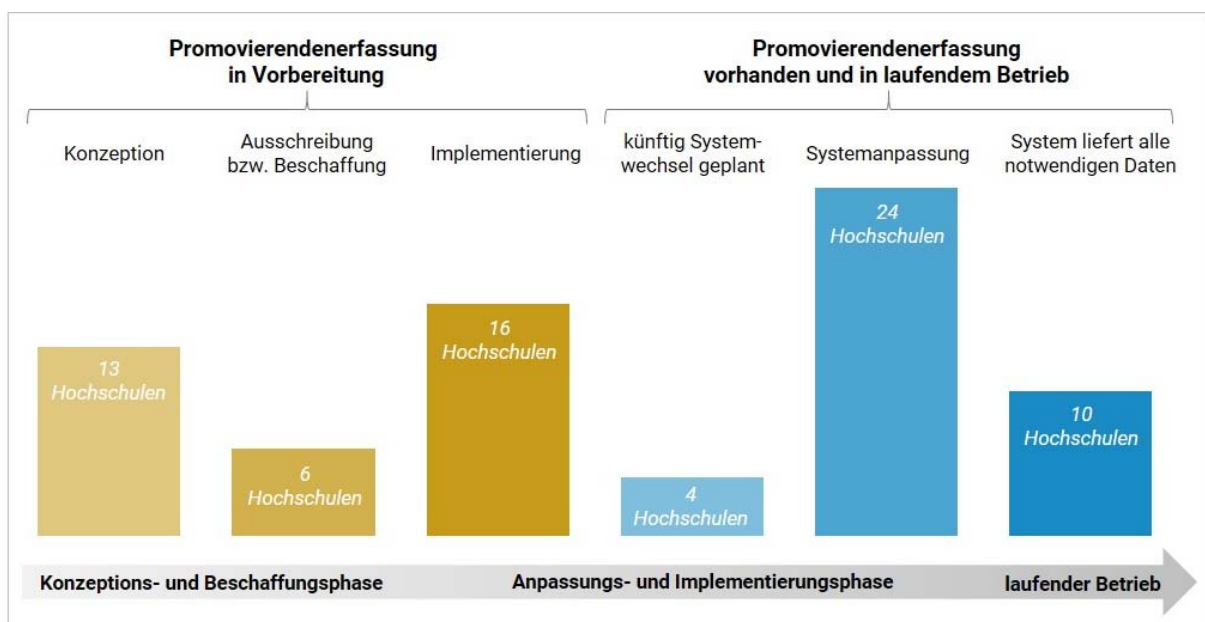 Promovierendenerfassung
in Vorbereitung
Promovierendenerfassung
vorhanden und in laufendem Betrieb
Konzeption
Ausschreibung
bzw. Beschaffung
Implementierung
künftig System-
wechsel geplant
Systemanpassung
System liefert alle
notwendigen Daten
13
Hochschulen
6
Hochschulen
16
Hochschulen
4
Hochschulen
24
Hochschulen
10
Hochschulen
Konzeptions- und Beschaffungsphase
Anpassungs- und Implementierungsphase
laufender Betrieb